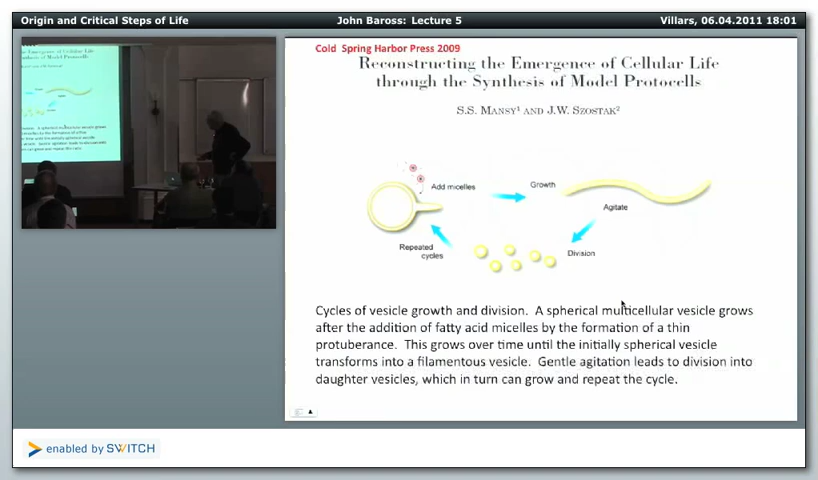 Origin and Critical Steps of Life
John Baross: Lecture 5
Villars, 06.04.2011 18:01
Cold Spring Harbor Press 2009
Reconstructing the Emergence of Cellular Life
through the Synthesis of Model Protocells
S.S. MANSY¹ AND J.W. SZOSTAK²
Add micelles
Growth
Agitate
Repeated
cycles
Division
Cycles of vesicle growth and division. A spherical multicellular vesicle grows
after the addition of fatty acid micelles by the formation of a thin
protuberance. This grows over time until the initially spherical vesicle
transforms into a filamentous vesicle. Gentle agitation leads to division into
daughter vesicles, which in turn can grow and repeat the cycle.
enabled by SWITCH